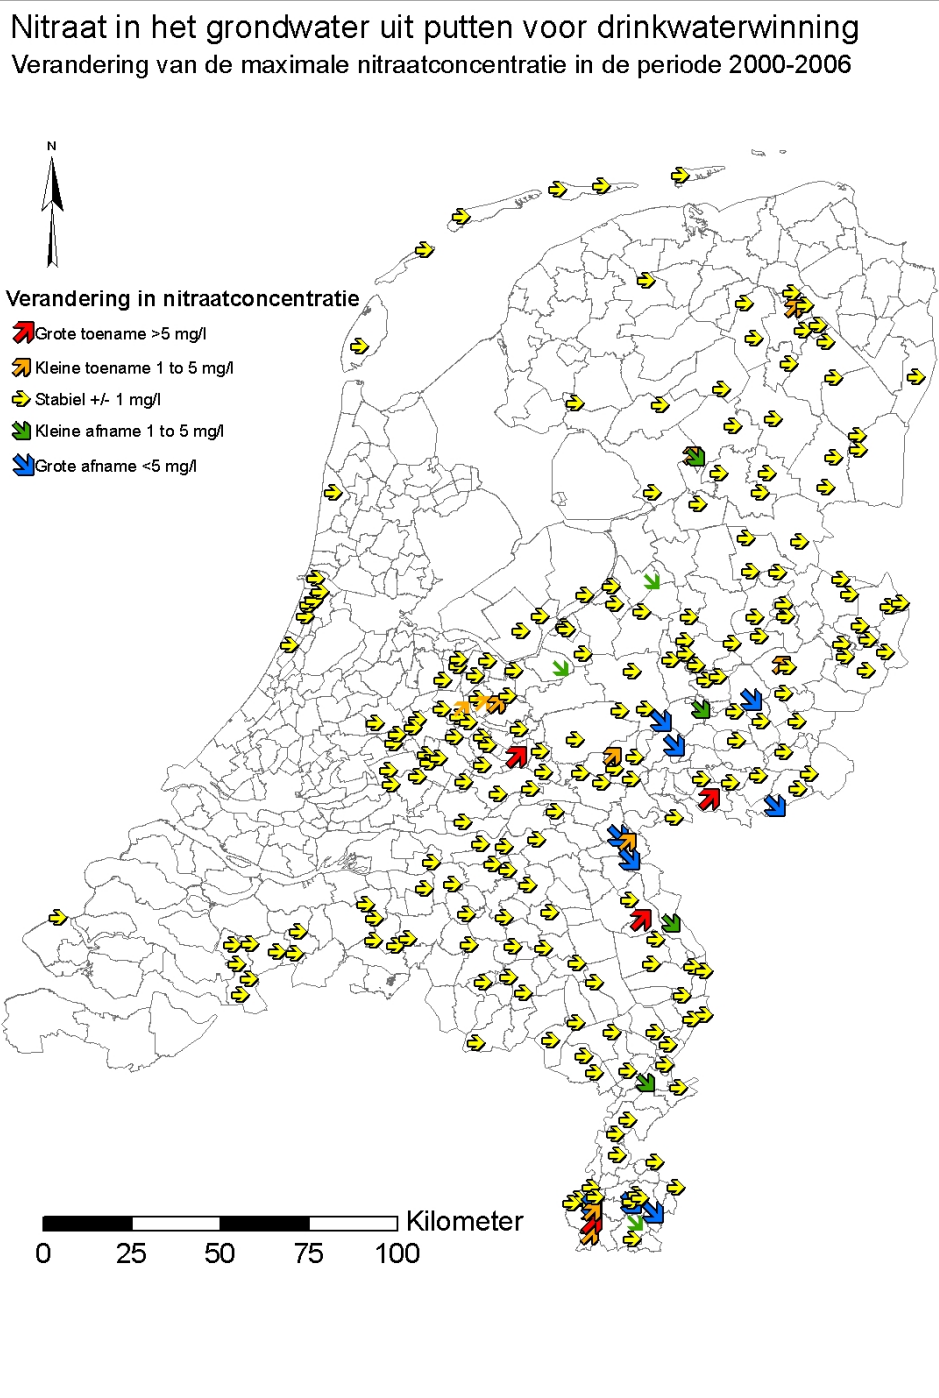 Nitraat in het grondwater uit putten voor drinkwaterwinning
Verandering van de maximale nitraatconcentratie in de periode 2000-2006
N
Verandering in nitraatconcentratie
Grote toename >5 mg/l
Kleine toename 1 to 5 mg/l
Stabiel +/- 1 mg/l
Kleine afname 1 to 5 mg/l
Grote afname <5 mg/l
Kilometer
0 25 50 75 100